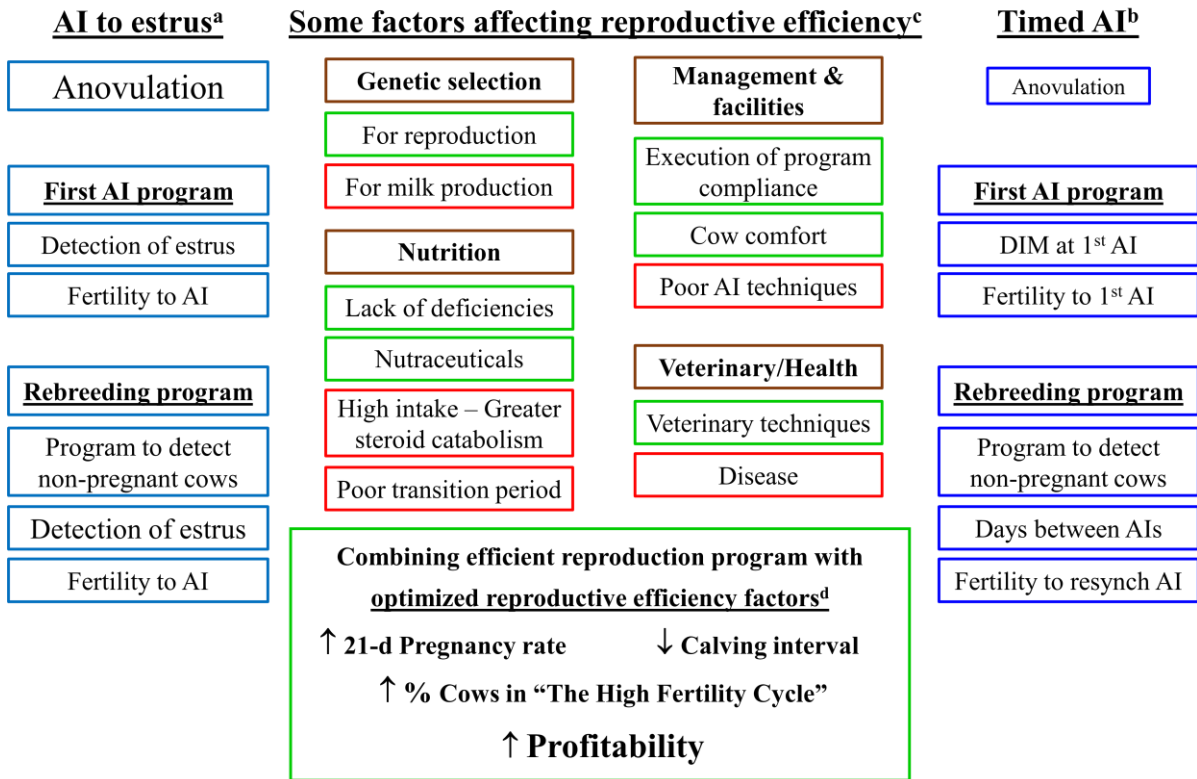 AI to estrusᵃ
Anovulation
First AI program
Detection of estrus
Fertility to AI
Rebreeding program
Program to detect
non-pregnant cows
Detection of estrus
Fertility to AI
Some factors affecting reproductive efficiencyᶜ
Genetic selection
For reproduction
For milk production
Nutrition
Lack of deficiencies
Nutraceuticals
High intake – Greater
steroid catabolism
Poor transition period
Management &
facilities
Execution of program
compliance
Cow comfort
Poor AI techniques
Veterinary/Health
Veterinary techniques
Disease
Combining efficient reproduction program with
optimized reproductive efficiency factorsᵈ
↑ 21-d Pregnancy rate
↓ Calving interval
↑ % Cows in “The High Fertility Cycle”
↑ Profitability
Timed AIᵇ
Anovulation
First AI program
DIM at 1ˢᵗ AI
Fertility to 1ˢᵗ AI
Rebreeding program
Program to detect
non-pregnant cows
Days between AIs
Fertility to resynch AI